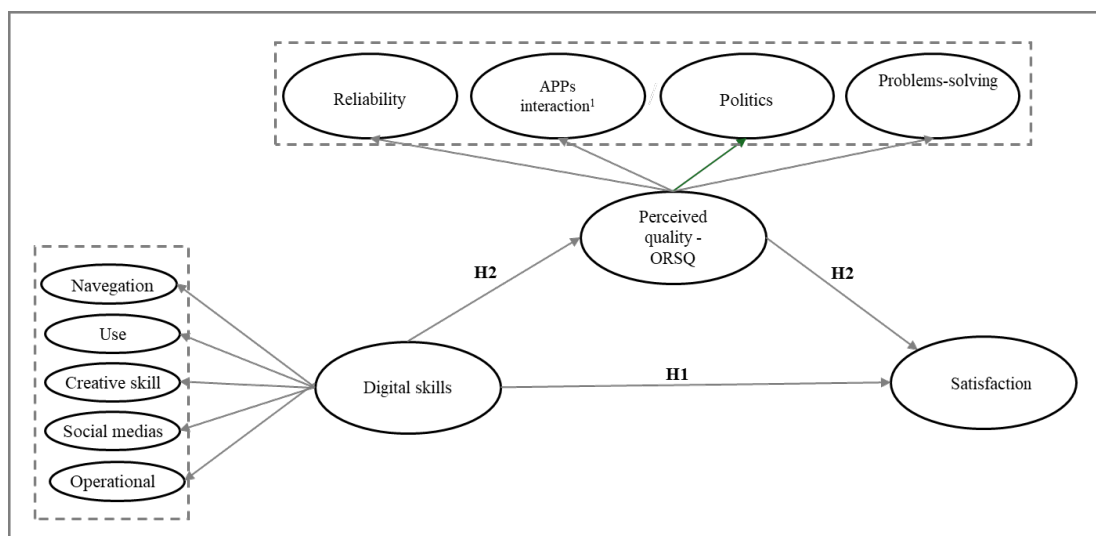 Reliability
APPs
interaction¹
Politics
Problems-solving
Perceived
quality -
ORSQ
H2
H2
Navegation
Use
Creative skill
Social medias
Operational
Digital skills
H1
Satisfaction